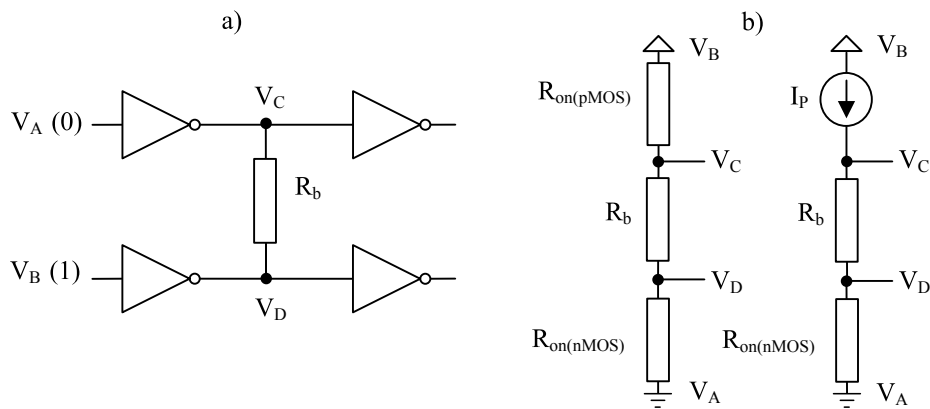 a)
V_A (0)
V_C
R_b
V_B (1)
V_D
b)
V_B
R_on(pMOS)
V_C
R_b
V_D
R_on(nMOS)
V_A
V_B
I_P
V_C
R_b
V_D
R_on(nMOS)
V_A